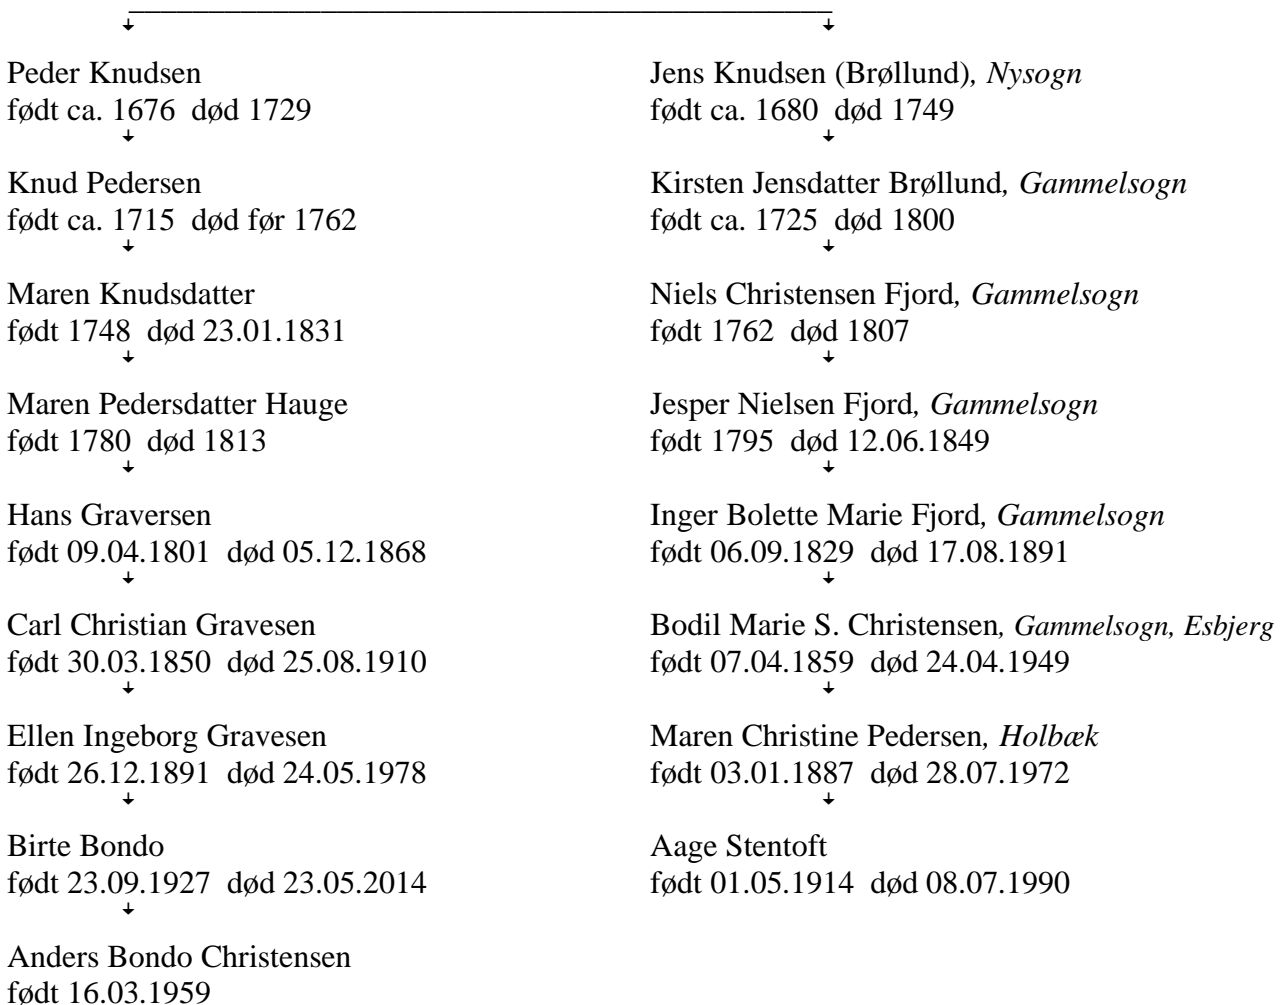 Peder Knudsen
født ca. 1676 død 1729
Knud Pedersen
født ca. 1715 død før 1762
Maren Knudsdatter
født 1748 død 23.01.1831
Maren Pedersdatter Hauge
født 1780 død 1813
Hans Graversen
født 09.04.1801 død 05.12.1868
Carl Christian Gravesen
født 30.03.1850 død 25.08.1910
Ellen Ingeborg Gravesen
født 26.12.1891 død 24.05.1978
Birte Bondo
født 23.09.1927 død 23.05.2014
Anders Bondo Christensen
født 16.03.1959
Jens Knudsen (Brøllund), Nysogn
født ca. 1680 død 1749
Kirsten Jensdatter Brøllund, Gammelsogn
født ca. 1725 død 1800
Niels Christensen Fjord, Gammelsogn
født 1762 død 1807
Jesper Nielsen Fjord, Gammelsogn
født 1795 død 12.06.1849
Inger Bolette Marie Fjord, Gammelsogn
født 06.09.1829 død 17.08.1891
Bodil Marie S. Christensen, Gammelsogn, Esbjerg
født 07.04.1859 død 24.04.1949
Maren Christine Pedersen, Holbæk
født 03.01.1887 død 28.07.1972
Aage Stentoft
født 01.05.1914 død 08.07.1990